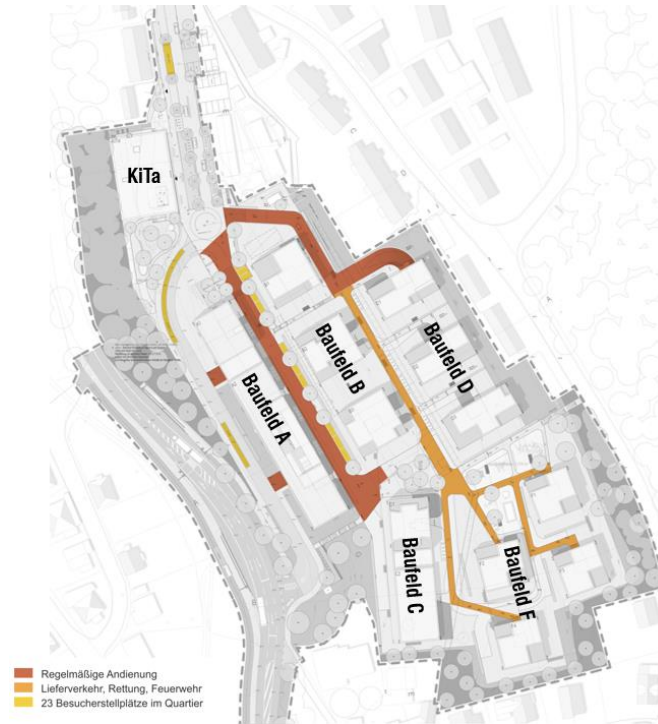 KiTa
Baufeld B
Baufeld D
Baufeld A
Baufeld C
Baufeld F
Regelmäßige Andienung
Lieferverkehr, Rettung, Feuerwehr
23 Besucherstellplätze im Quartier